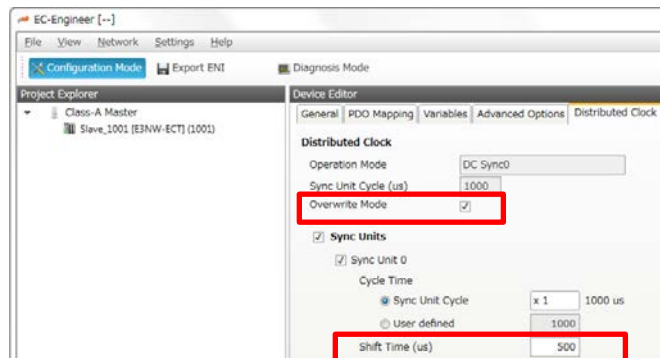 EC-Engineer [--]
File View Network Settings Help
Configuration Mode Export ENI Diagnosis Mode
Project Explorer
Class-A Master
Slave_1001 [E3NW-ECT] (1001)
Device Editor
General PDO Mapping Variables Advanced Options Distributed Clock
Distributed Clock
Operation Mode DC Sync0
Sync Unit Cycle (us) 1000
Overwrite Mode
Sync Units
Sync Unit 0
Cycle Time
Sync Unit Cycle x 1 1000 us
User defined 1000
Shift Time (us) 500